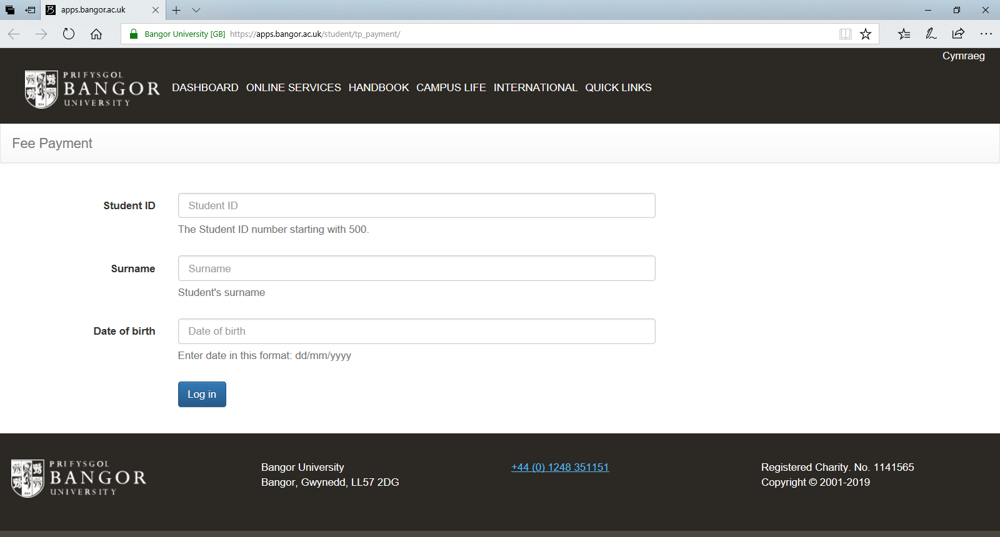 apps.bangor.ac.uk
Bangor University [GB] https://apps.bangor.ac.uk/student/tp_payment/
Cymraeg
PRIFYSGOL
BANGOR
UNIVERSITY
DASHBOARD ONLINE SERVICES HANDBOOK CAMPUS LIFE INTERNATIONAL QUICK LINKS
Fee Payment
Student ID
Student ID
The Student ID number starting with 500.
Surname
Surname
Student's surname
Date of birth
Date of birth
Enter date in this format: dd/mm/yyyy
Log in
PRIFYSGOL
BANGOR
UNIVERSITY
Bangor University
Bangor, Gwynedd, LL57 2DG
+44 (0) 1248 351151
Registered Charity. No. 1141565
Copyright © 2001-2019